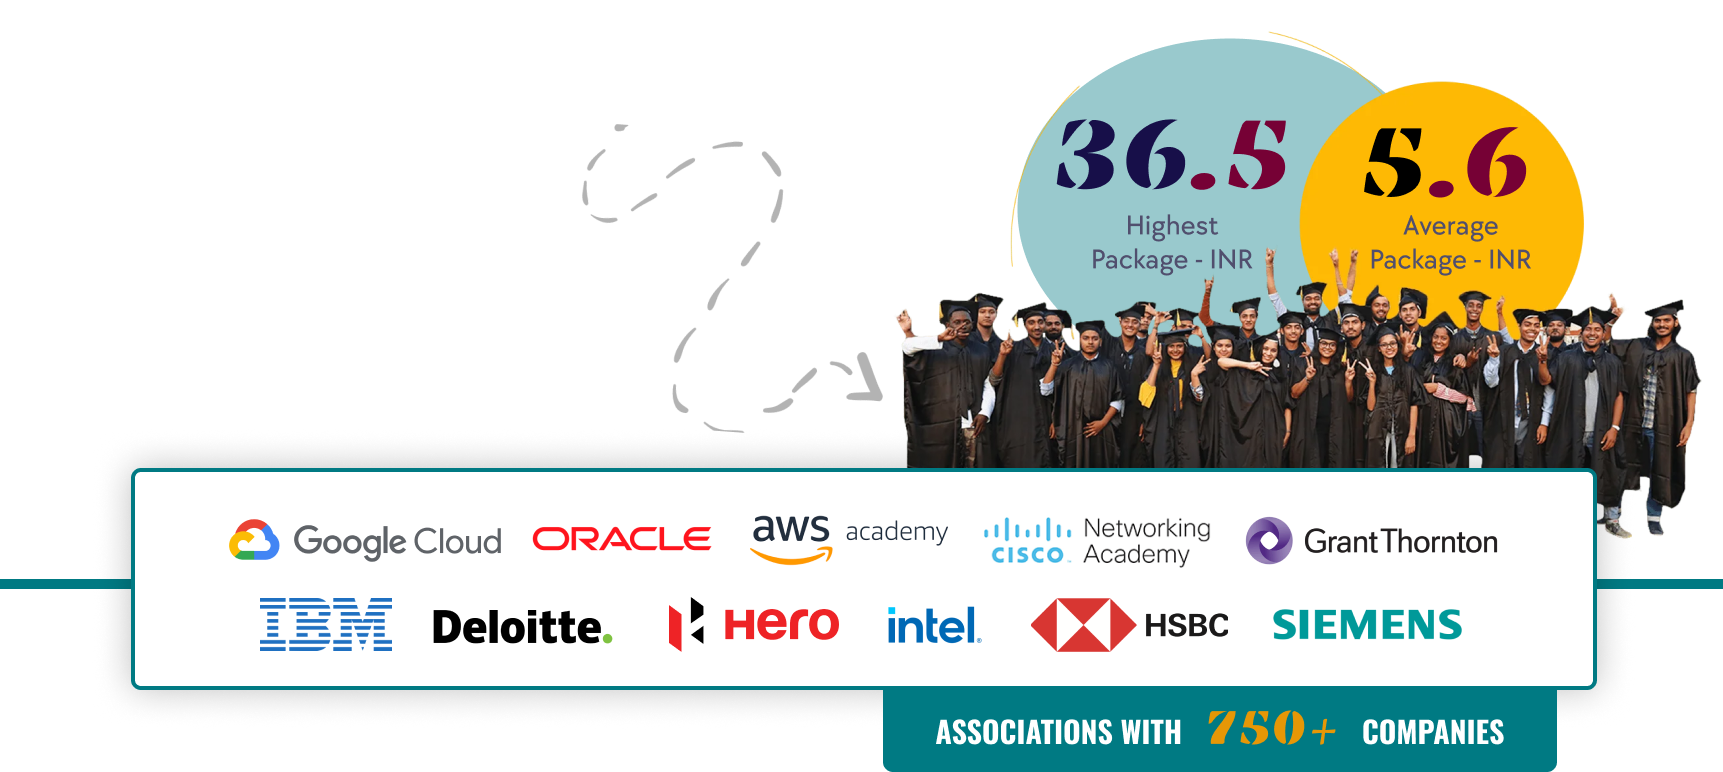 36.5
Highest
Package - INR
5.6
Average
Package - INR
Google Cloud
ORACLE
aws academy
CISCO Networking Academy
Grant Thornton
IBM
Deloitte.
Hero
intel
HSBC
SIEMENS
ASSOCIATIONS WITH 750+ COMPANIES